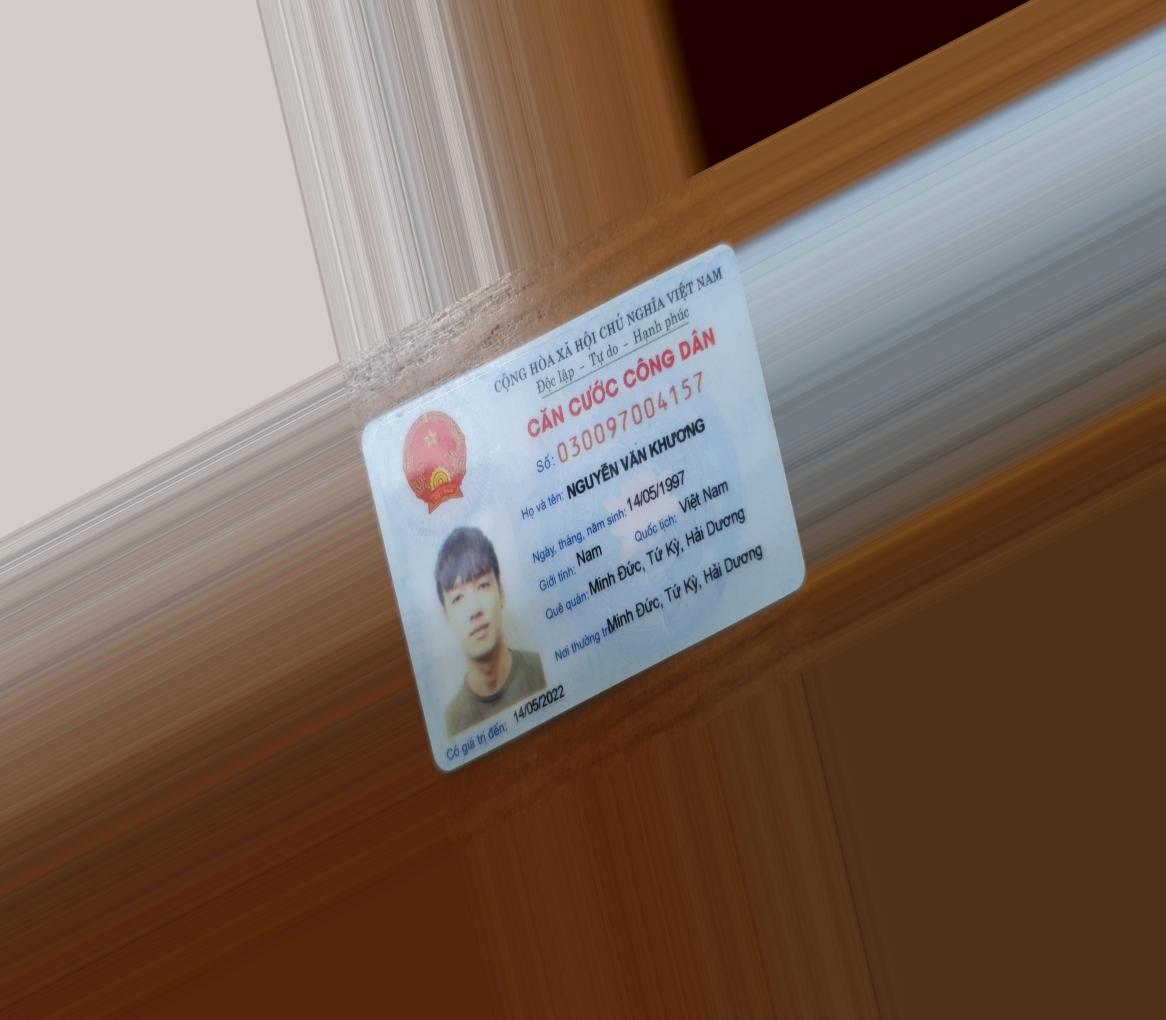 CỘNG HÒA XÃ HỘI CHỦ NGHĨA VIỆT NAM
Độc lập - Tự do - Hạnh phúc
CĂN CƯỚC CÔNG DÂN
Số: 030097004157
Họ và tên: NGUYỄN VĂN KHƯƠNG
Ngày, tháng, năm sinh: 14/05/1997
Giới tính: Nam Quốc tịch: Việt Nam
Quê quán: Minh Đức, Tứ Kỳ, Hải Dương
Nơi thường trú: Minh Đức, Tứ Kỳ, Hải Dương
Có giá trị đến: 14/05/2022